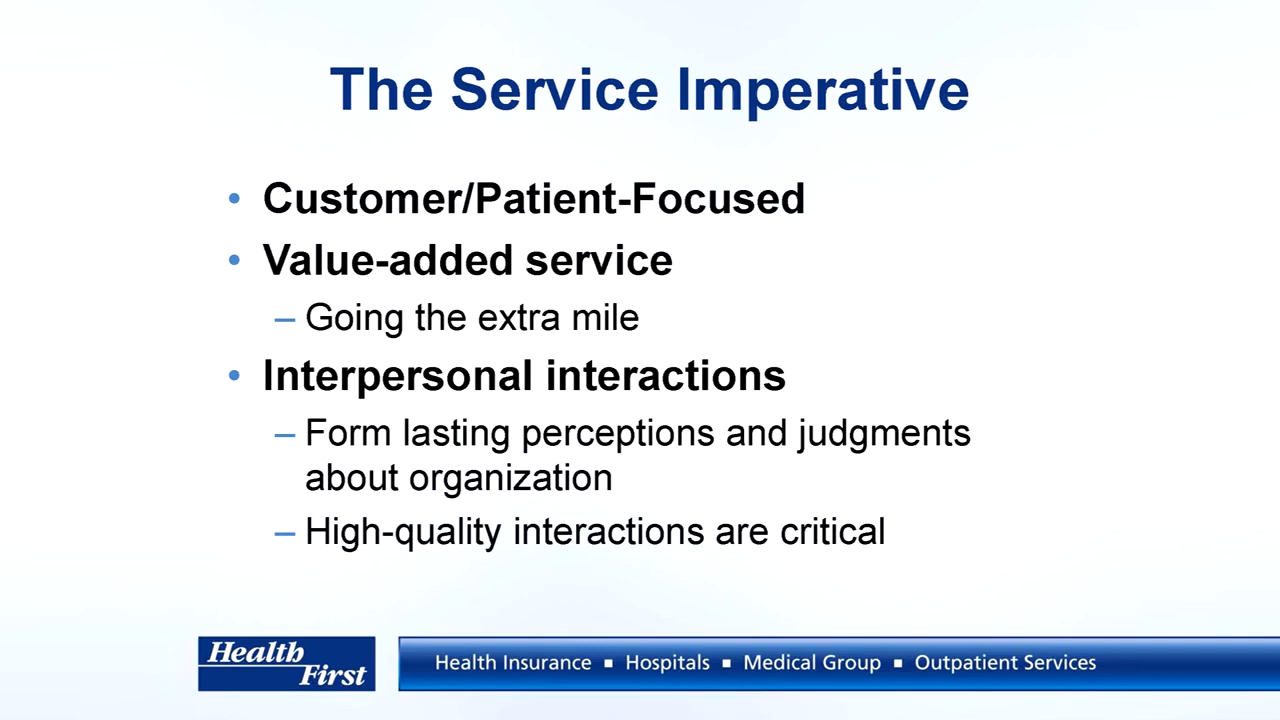 The Service Imperative
• Customer/Patient-Focused
• Value-added service
– Going the extra mile
• Interpersonal interactions
– Form lasting perceptions and judgments
about organization
– High-quality interactions are critical
Health
First
Health Insurance ▪ Hospitals ▪ Medical Group ▪ Outpatient Services